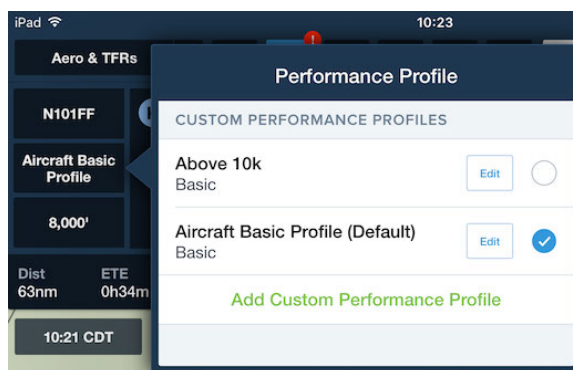 iPad
10:23
Aero & TFRs
Performance Profile
N101FF
CUSTOM PERFORMANCE PROFILES
Above 10k
Edit
Basic
Aircraft Basic
Profile
8,000'
Aircraft Basic Profile (Default)
Edit
Basic
Dist
ETE
63nm
0h34m
Add Custom Performance Profile
10:21 CDT